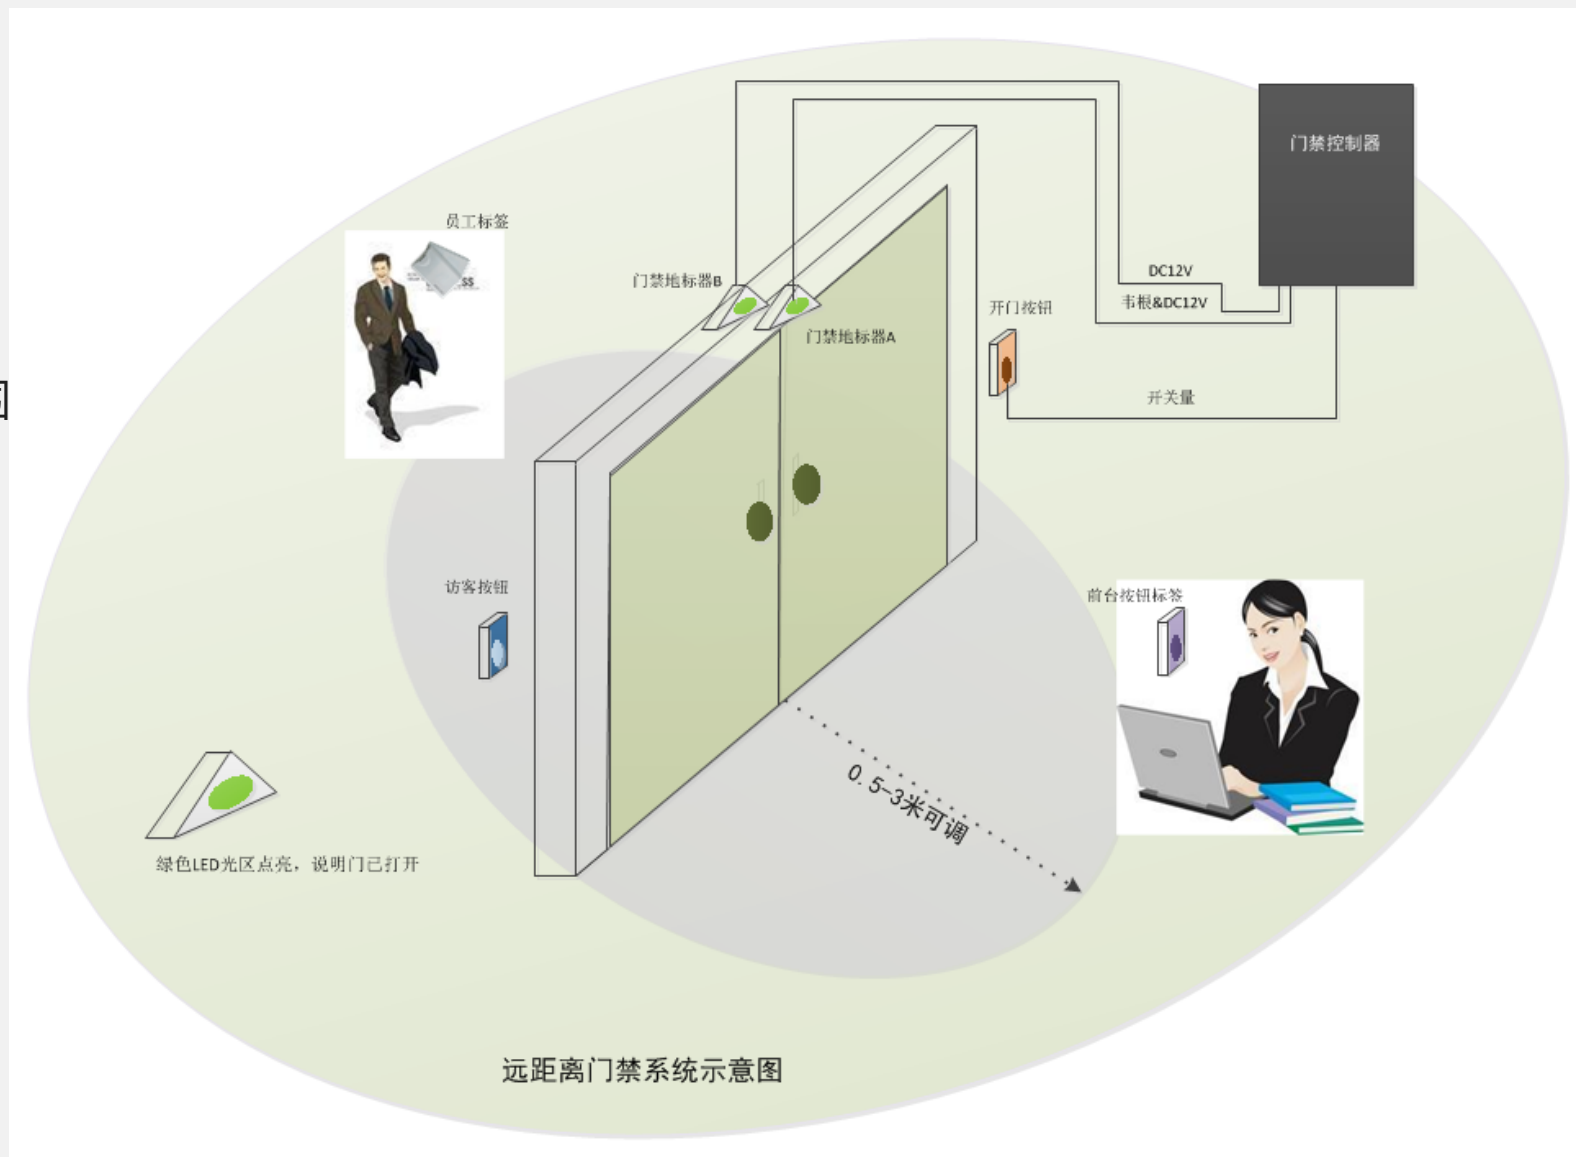 门禁控制器
员工标签
SS
门禁地标器B
DC12V
韦根&DC12V
开门按钮
门禁地标器A
开关量
访客按钮
前台按钮标签
0.5-3米可调
绿色LED光区点亮，说明门已打开
远距离门禁系统示意图